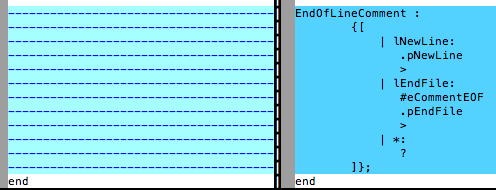 EndOfLineComment :
{[
| lNewLine:
.pNewLine
>
| lEndFile:
#eCommentEOF
.pEndFile
>
| *:
?
]};
end
end